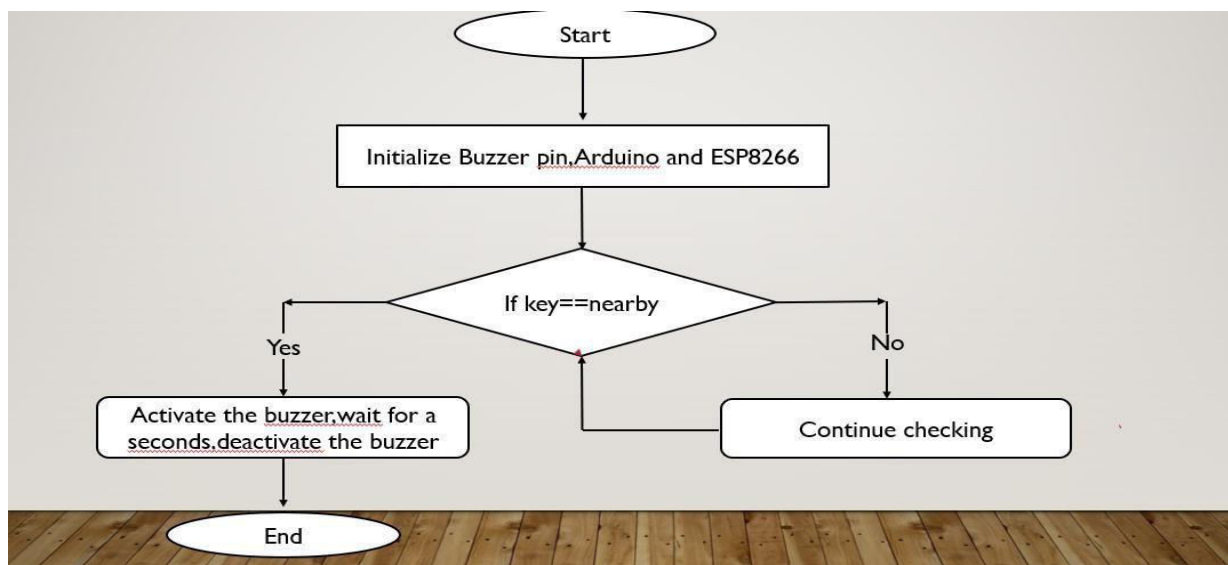 Start
Initialize Buzzer pin,Arduino and ESP8266
If key==nearby
Yes
No
Activate the buzzer,wait for a
seconds,deactivate the buzzer
Continue checking
End